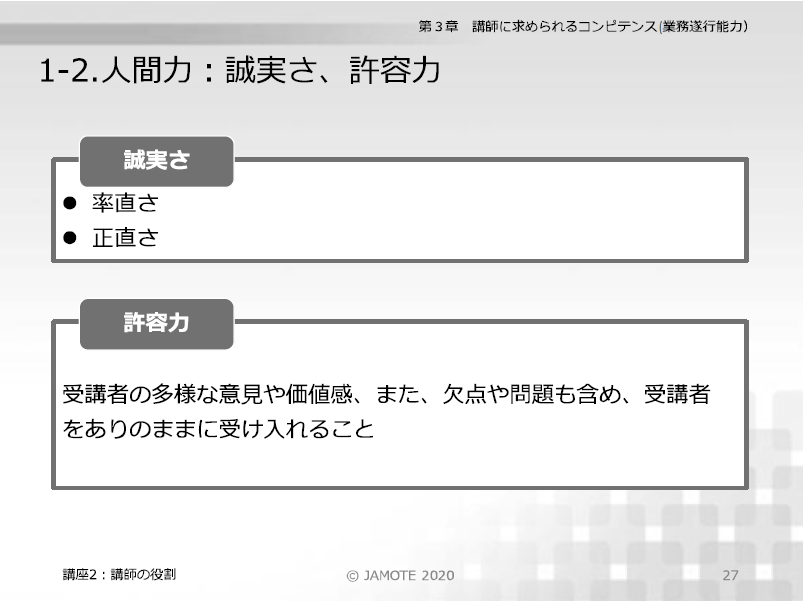 第３章　講師に求められるコンピテンス(業務遂行能力）
1-2.人間力：誠実さ、許容力
誠実さ
● 率直さ
● 正直さ
許容力
受講者の多様な意見や価値感、また、欠点や問題も含め、受講者
をありのままに受け入れること
講座2：講師の役割
© JAMOTE 2020
27